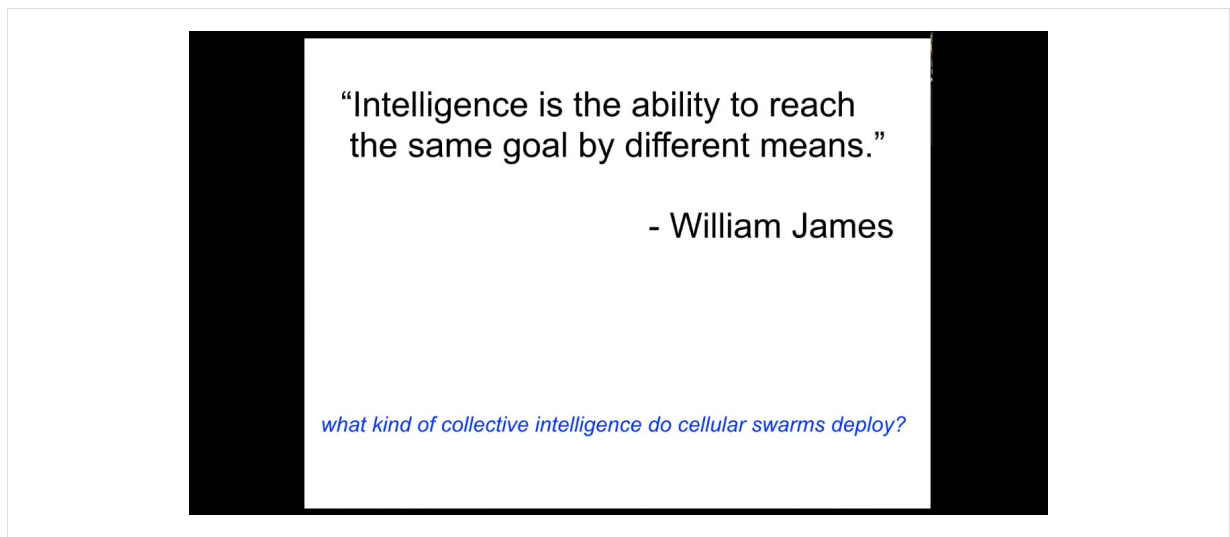 “Intelligence is the ability to reach
the same goal by different means.”
- William James
what kind of collective intelligence do cellular swarms deploy?